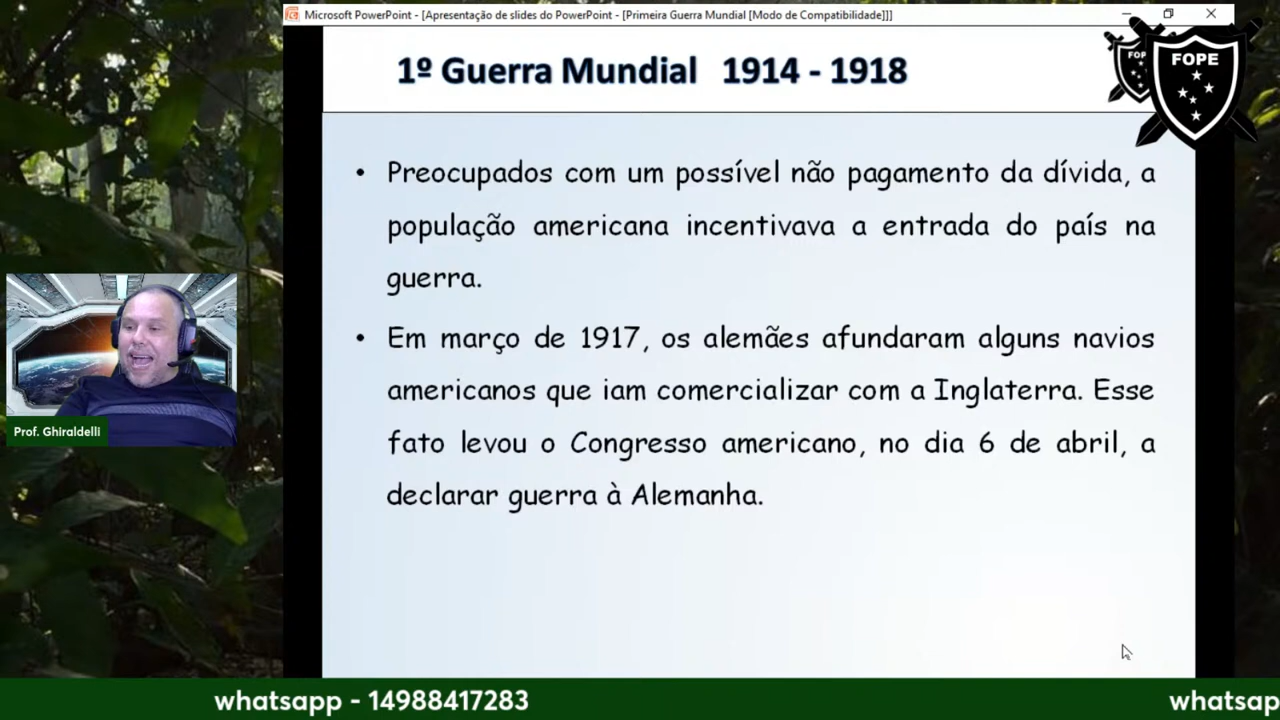 Microsoft PowerPoint - [Apresentação de slides do PowerPoint - [Primeira Guerra Mundial [Modo de Compatibilidade]]]
1º Guerra Mundial 1914 - 1918
FOPE
• Preocupados com um possível não pagamento da dívida, a
população americana incentivava a entrada do país na
guerra.
• Em março de 1917, os alemães afundaram alguns navios
americanos que iam comercializar com a Inglaterra. Esse
fato levou o Congresso americano, no dia 6 de abril, a
declarar guerra à Alemanha.
Prof. Ghiraldelli
whatsapp - 14988417283
whatsap